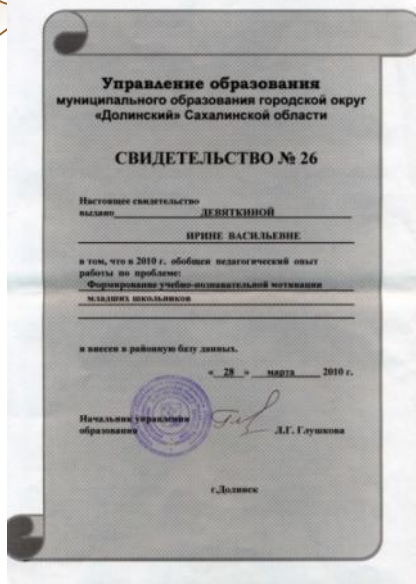 Управление образования
муниципального образования городской округ
«Долинский» Сахалинской области
СВИДЕТЕЛЬСТВО № 26
Настоящее свидетельство
выдано ДЕВЯТКИНОЙ
ИРИНЕ ВАСИЛЬЕВНЕ
в том, что в 2010 г. обобщен педагогический опыт
работы по проблеме:
Формирование учебно-познавательной мотивации
младших школьников
и внесен в районную базу данных.
« 28 » марта 2010 г.
Начальник управления
образования Л.Г. Глушкова
г.Долинск